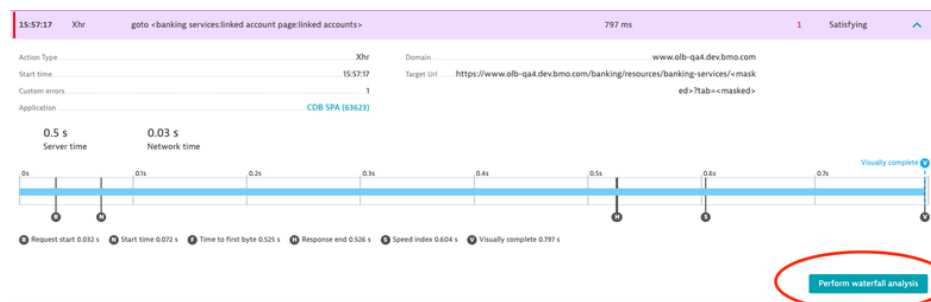 15:57:17 Xhr goto <banking services:linked account page:linked accounts> 797 ms 1 Satisfying
Action Type Xhr Domain www.olb-qa4.dev.bmo.com
Start time 15:57:17 Target Url https://www.olb-qa4.dev.bmo.com/banking/resources/banking-services/<mask
Custom errors 1 ed>?tab=<masked>
Application CDB SPA (63623)
0.5 s 0.03 s
Server time Network time
Visually complete V
0s 0.1s 0.2s 0.3s 0.4s 0.5s 0.6s 0.7s
R N H S V
R Request start 0.032 s N Start time 0.072 s F Time to first byte 0.525 s H Response end 0.526 s S Speed index 0.604 s V Visually complete 0.797 s
Perform waterfall analysis